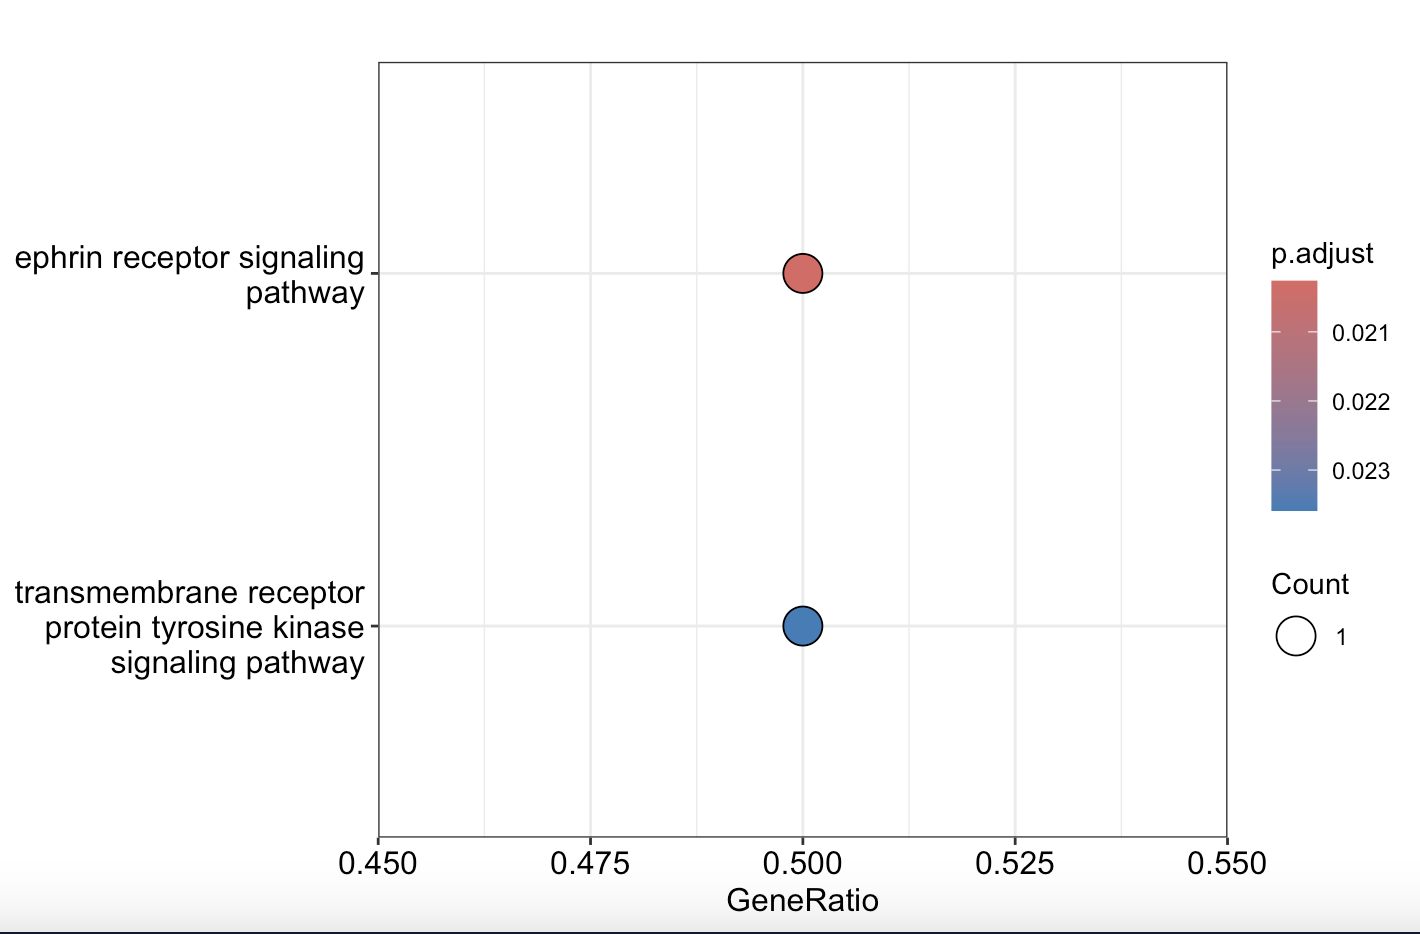 ephrin receptor signaling
pathway
transmembrane receptor
protein tyrosine kinase
signaling pathway
0.450
0.475
0.500
0.525
0.550
GeneRatio
p.adjust
0.021
0.022
0.023
Count
1